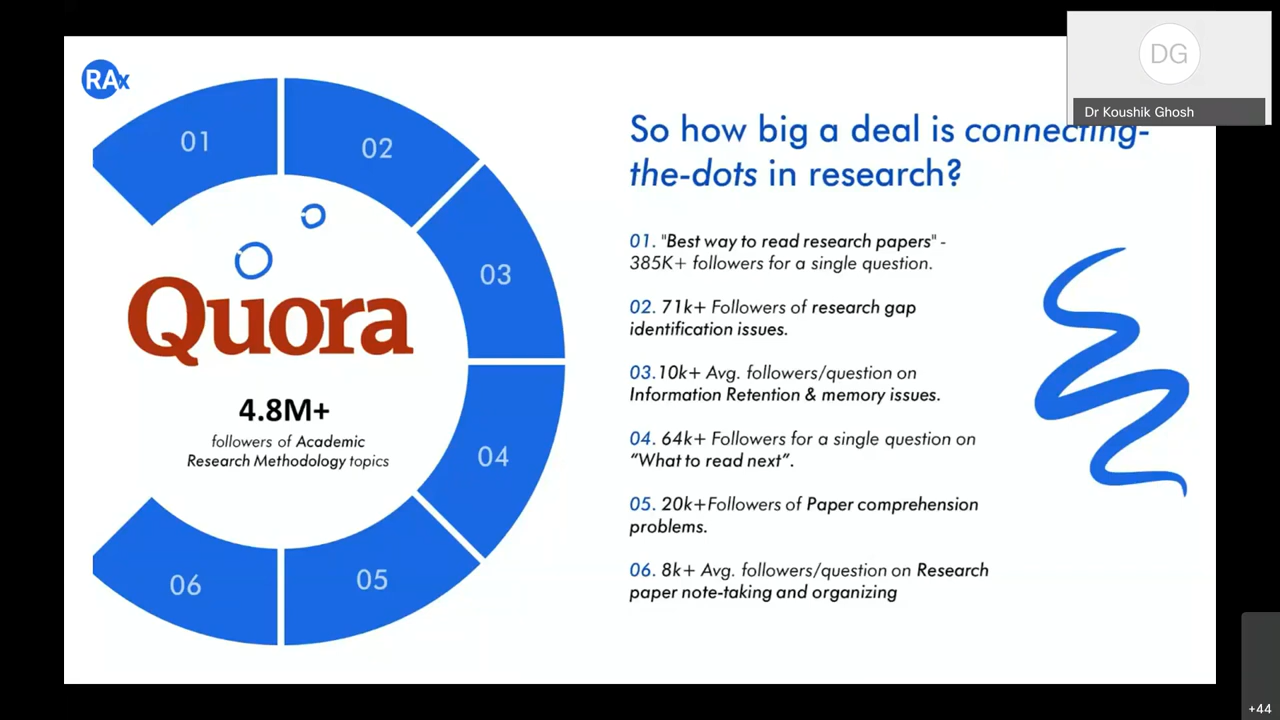 RAx
DG
Dr Koushik Ghosh
01
02
03
04
05
06
Quora
4.8M+
followers of Academic
Research Methodology topics
So how big a deal is connecting-
the-dots in research?
01. "Best way to read research papers" -
385K+ followers for a single question.
02. 71k+ Followers of research gap
identification issues.
03.10k+ Avg. followers/question on
Information Retention & memory issues.
04. 64k+ Followers for a single question on
“What to read next”.
05. 20k+Followers of Paper comprehension
problems.
06. 8k+ Avg. followers/question on Research
paper note-taking and organizing
+44